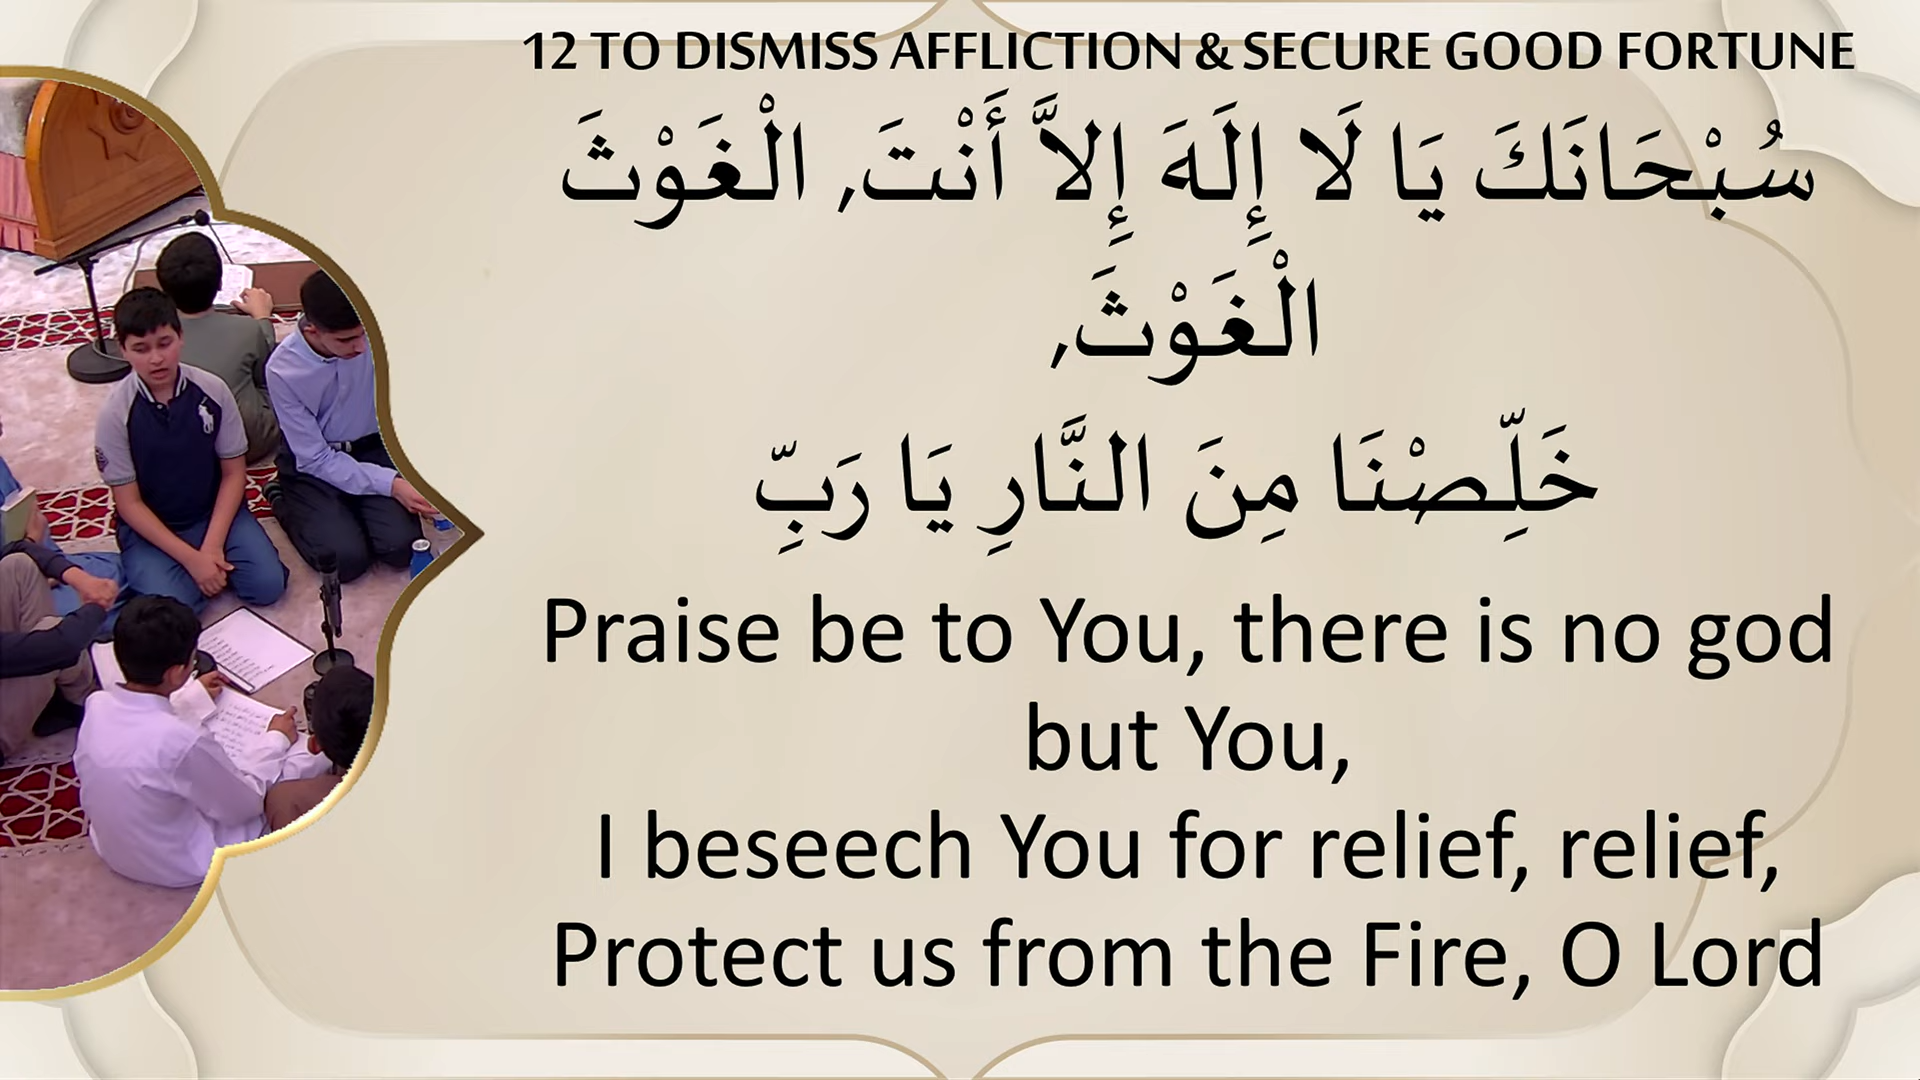 12 TO DISMISS AFFLICTION & SECURE GOOD FORTUNE
سُبْحَانَكَ يَا لَا إِلَهَ إِلاَّ أَنْتَ, الْغَوْثَ
الْغَوْثَ,
خَلِّصْنَا مِنَ النَّارِ يَا رَبِّ
Praise be to You, there is no god
but You,
I beseech You for relief, relief,
Protect us from the Fire, O Lord